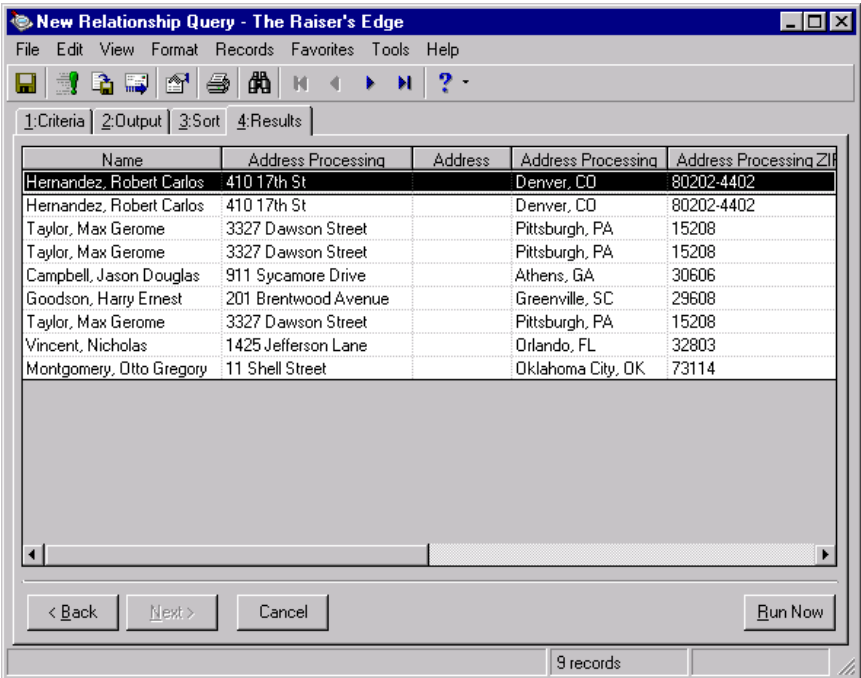 New Relationship Query - The Raiser's Edge
File Edit View Format Records Favorites Tools Help
1:Criteria 2:Output 3:Sort 4:Results
Name Address Processing Address Address Processing Address Processing ZIP
Hernandez, Robert Carlos 410 17th St Denver, CO 80202-4402
Hernandez, Robert Carlos 410 17th St Denver, CO 80202-4402
Taylor, Max Gerome 3327 Dawson Street Pittsburgh, PA 15208
Taylor, Max Gerome 3327 Dawson Street Pittsburgh, PA 15208
Campbell, Jason Douglas 911 Sycamore Drive Athens, GA 30606
Goodson, Harry Ernest 201 Brentwood Avenue Greenville, SC 29608
Taylor, Max Gerome 3327 Dawson Street Pittsburgh, PA 15208
Vincent, Nicholas 1425 Jefferson Lane Orlando, FL 32803
Montgomery, Otto Gregory 11 Shell Street Oklahoma City, OK 73114
< Back Next > Cancel Run Now
9 records